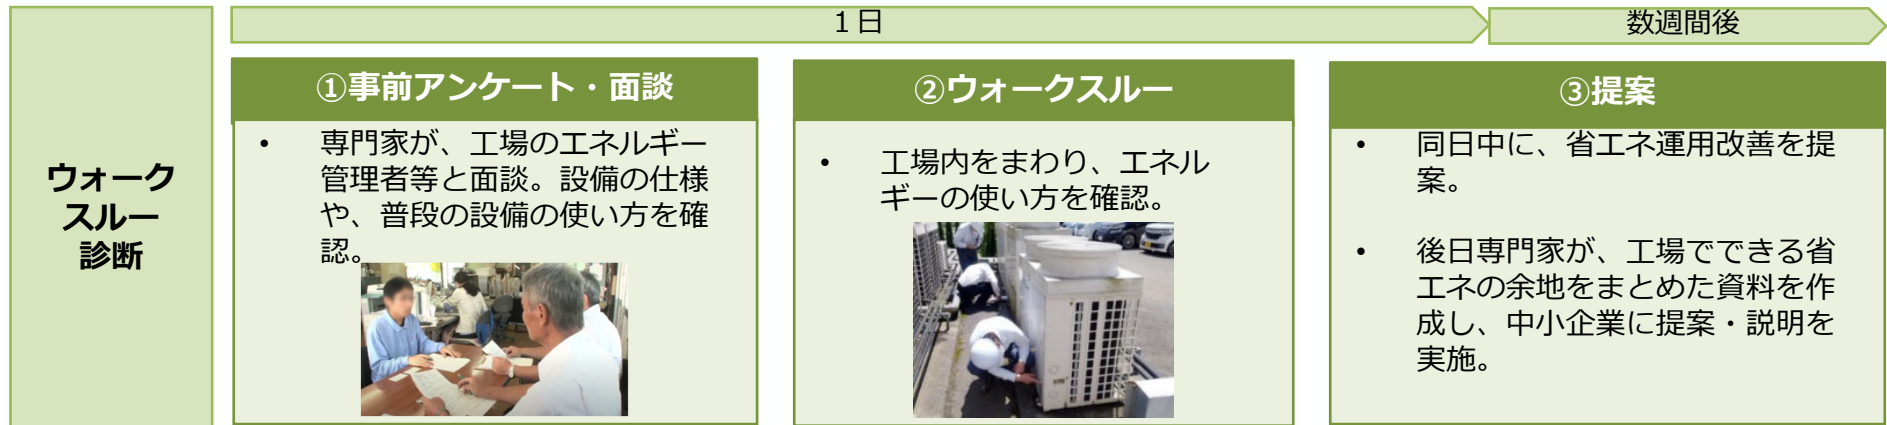 ウォーク
スルー
診断
１日
数週間後
①事前アンケート・面談
• 専門家が、工場のエネルギー
管理者等と面談。設備の仕様
や、普段の設備の使い方を確
認。
②ウォークスルー
• 工場内をまわり、エネル
ギーの使い方を確認。
③提案
• 同日中に、省エネ運用改善を提
案。
• 後日専門家が、工場でできる省
エネの余地をまとめた資料を作
成し、中小企業に提案・説明を
実施。